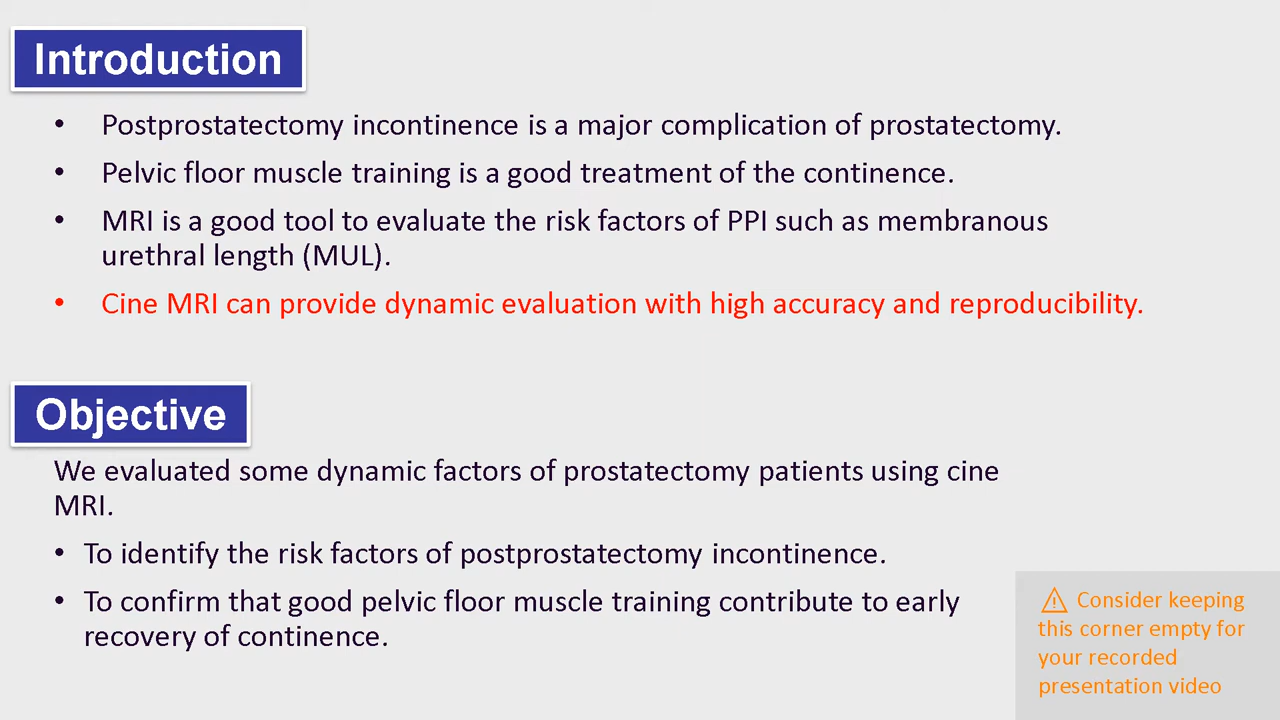 Introduction
• Postprostatectomy incontinence is a major complication of prostatectomy.
• Pelvic floor muscle training is a good treatment of the continence.
• MRI is a good tool to evaluate the risk factors of PPI such as membranous
urethral length (MUL).
• Cine MRI can provide dynamic evaluation with high accuracy and reproducibility.
Objective
We evaluated some dynamic factors of prostatectomy patients using cine
MRI.
• To identify the risk factors of postprostatectomy incontinence.
• To confirm that good pelvic floor muscle training contribute to early
recovery of continence.
⚠ Consider keeping
this corner empty for
your recorded
presentation video